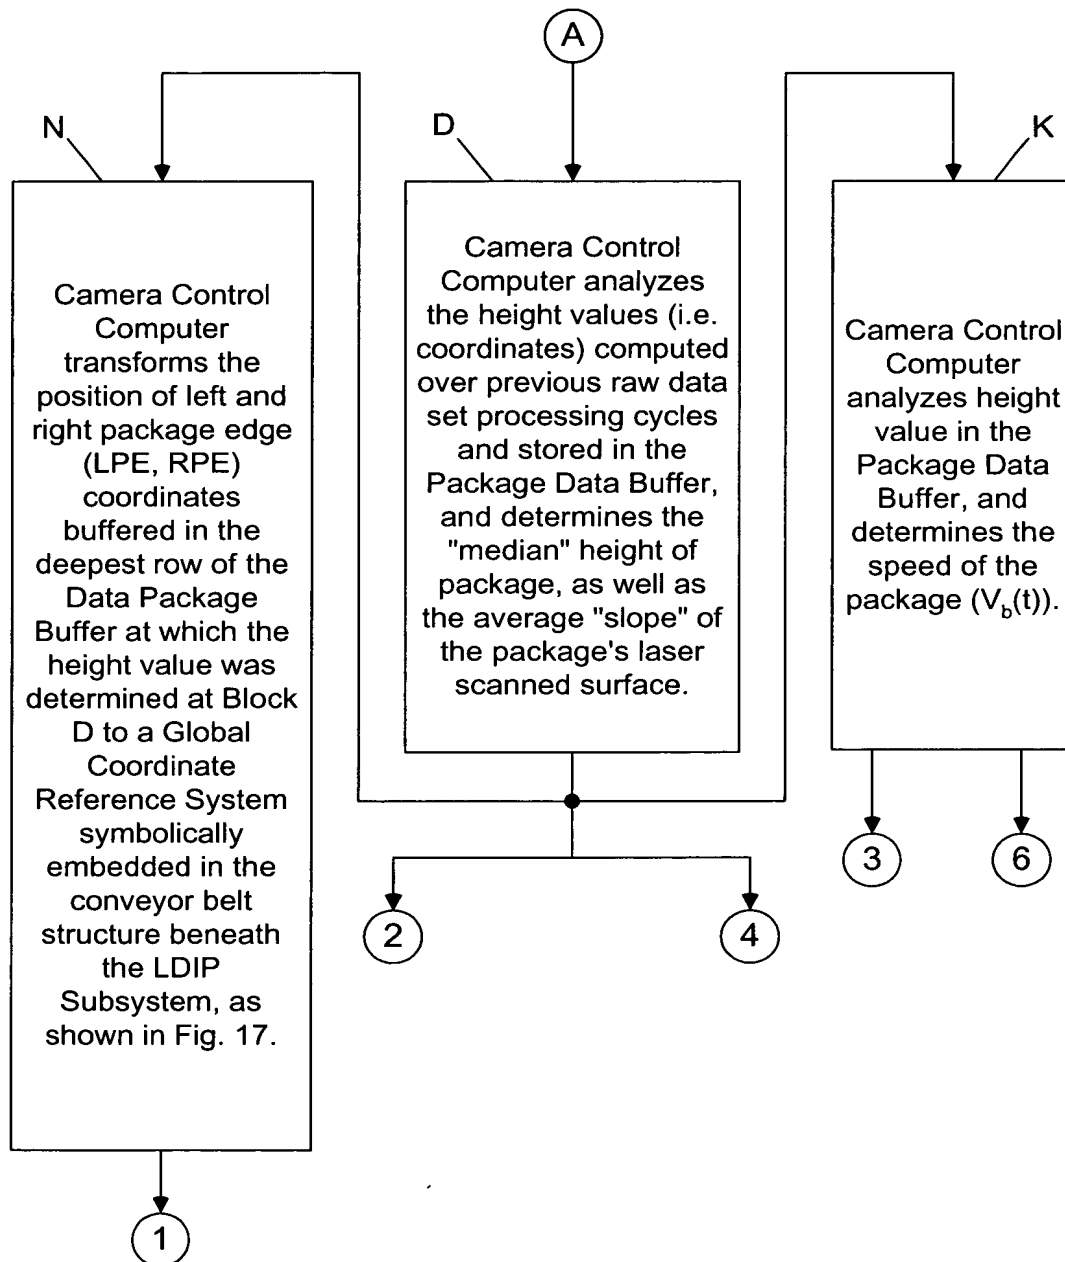 A
N
D
K
Camera Control
Computer
transforms the
position of left and
right package edge
(LPE, RPE)
coordinates
buffered in the
deepest row of the
Data Package
Buffer at which the
height value was
determined at Block
D to a Global
Coordinate
Reference System
symbolically
embedded in the
conveyor belt
structure beneath
the LDIP
Subsystem, as
shown in Fig. 17.
Camera Control
Computer analyzes
the height values (i.e.
coordinates) computed
over previous raw data
set processing cycles
and stored in the
Package Data Buffer,
and determines the
"median" height of
package, as well as
the average "slope" of
the package's laser
scanned surface.
Camera Control
Computer
analyzes height
value in the
Package Data
Buffer, and
determines the
speed of the
package (V_b(t)).
3
6
2
4
1